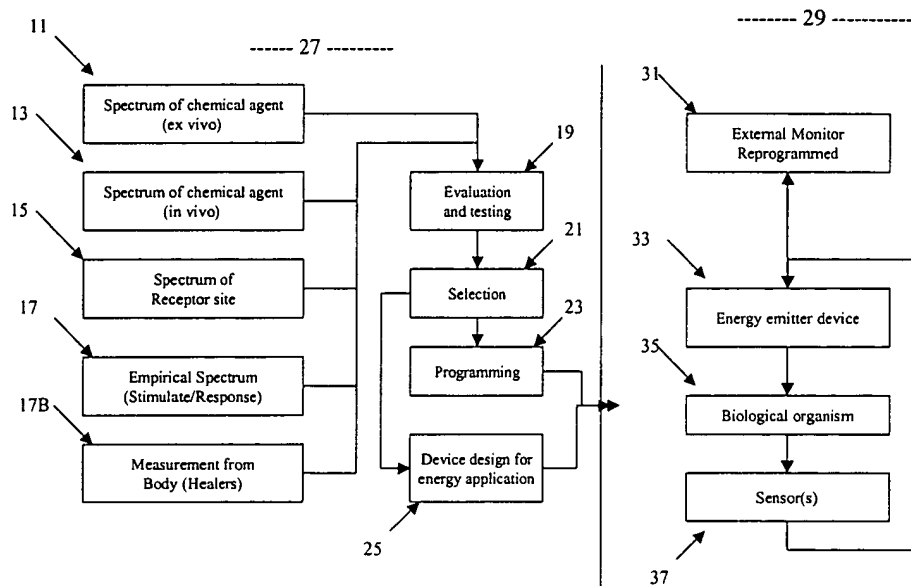 ------ 27 ------
11
Spectrum of chemical agent
(ex vivo)
13
Spectrum of chemical agent
(in vivo)
15
Spectrum of
Receptor site
17
Empirical Spectrum
(Stimulate/Response)
17B
Measurement from
Body (Healers)
19
Evaluation
and testing
21
Selection
23
Programming
Device design for
energy application
25
-------- 29 --------
31
External Monitor
Reprogrammed
33
Energy emitter device
35
Biological organism
Sensor(s)
37